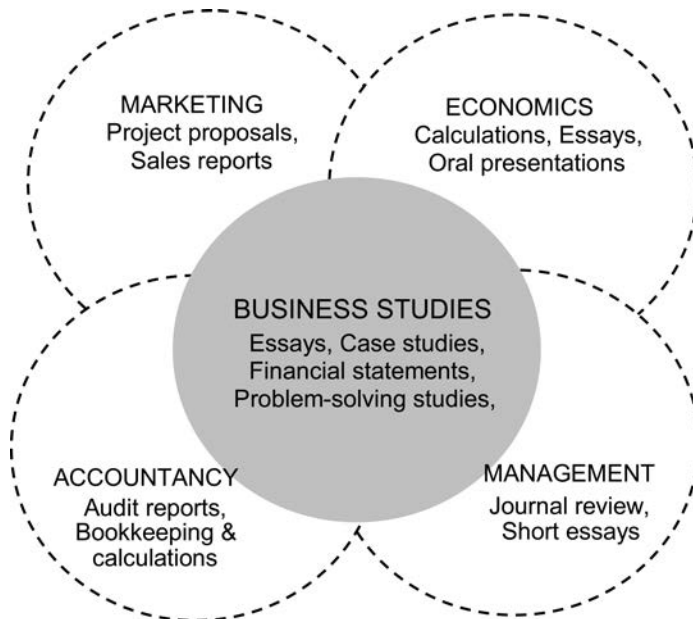 MARKETING
Project proposals,
Sales reports
ECONOMICS
Calculations, Essays,
Oral presentations
BUSINESS STUDIES
Essays, Case studies,
Financial statements,
Problem-solving studies,
ACCOUNTANCY
Audit reports,
Bookkeeping &
calculations
MANAGEMENT
Journal review,
Short essays